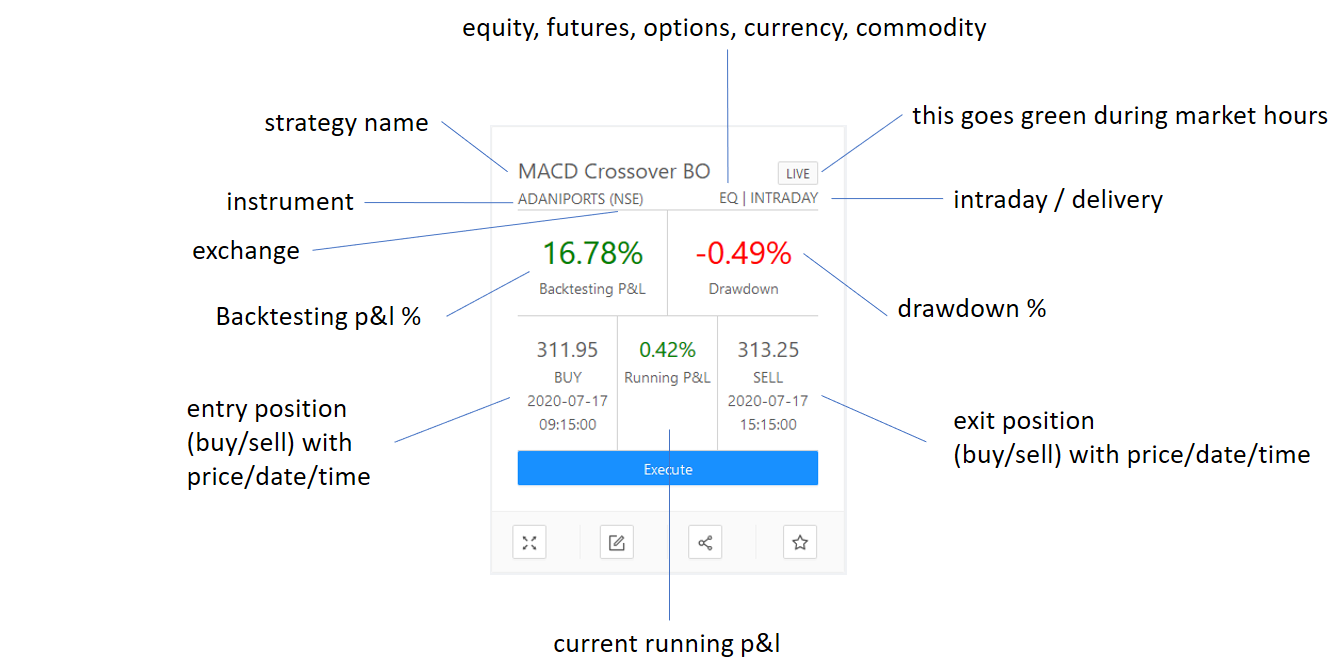 equity, futures, options, currency, commodity
strategy name
this goes green during market hours
MACD Crossover BO
LIVE
instrument
ADANIPORTS (NSE)
EQ | INTRADAY
intraday / delivery
exchange
16.78%
-0.49%
Backtesting P&L
Drawdown
Backtesting p&l %
drawdown %
311.95
0.42%
313.25
BUY
Running P&L
SELL
2020-07-17
2020-07-17
09:15:00
15:15:00
entry position
(buy/sell) with
price/date/time
exit position
(buy/sell) with price/date/time
Execute
current running p&l